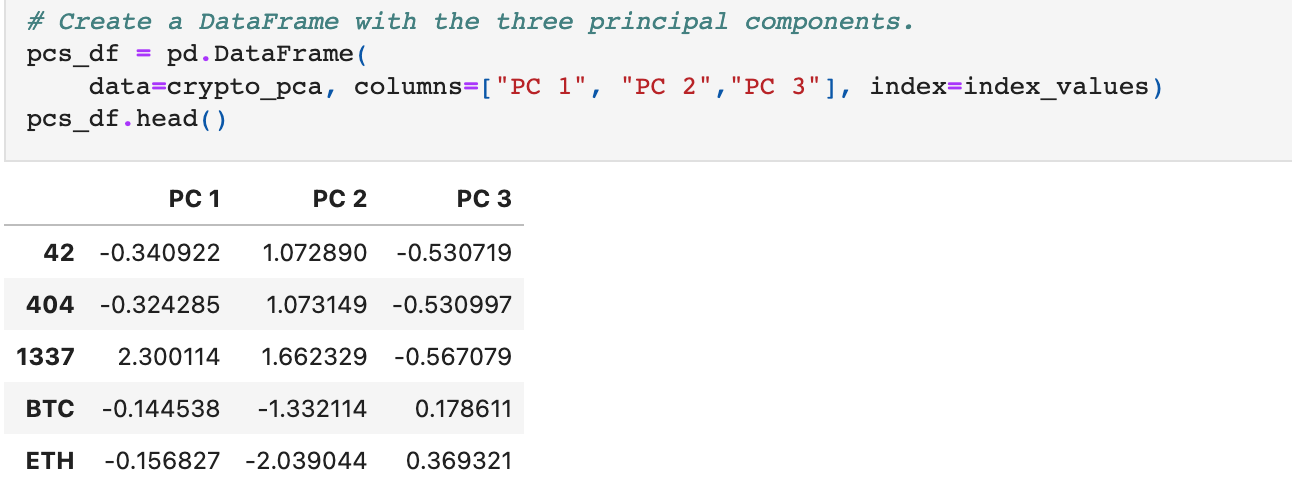 # Create a DataFrame with the three principal components.
pcs_df = pd.DataFrame(
    data=crypto_pca, columns=["PC 1", "PC 2","PC 3"], index=index_values)
pcs_df.head()
PC 1 PC 2 PC 3
42 -0.340922 1.072890 -0.530719
404 -0.324285 1.073149 -0.530997
1337 2.300114 1.662329 -0.567079
BTC -0.144538 -1.332114 0.178611
ETH -0.156827 -2.039044 0.369321